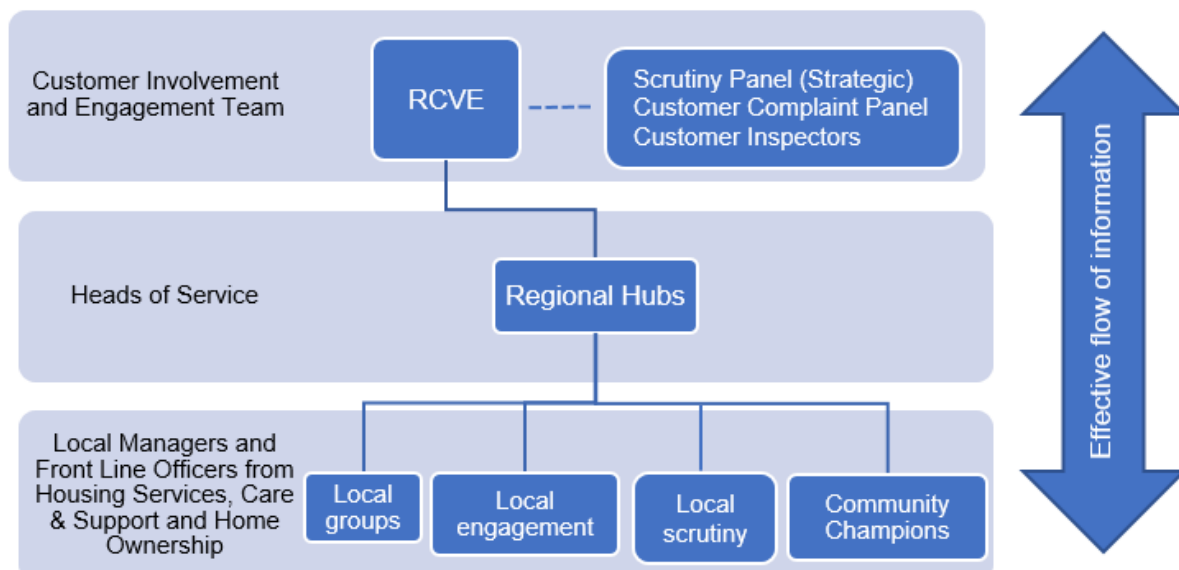 Customer Involvement
and Engagement Team
RCVE
Scrutiny Panel (Strategic)
Customer Complaint Panel
Customer Inspectors
Heads of Service
Regional Hubs
Local Managers and
Front Line Officers from
Housing Services, Care
& Support and Home
Ownership
Local
groups
Local
engagement
Local
scrutiny
Community
Champions
Effective flow of information